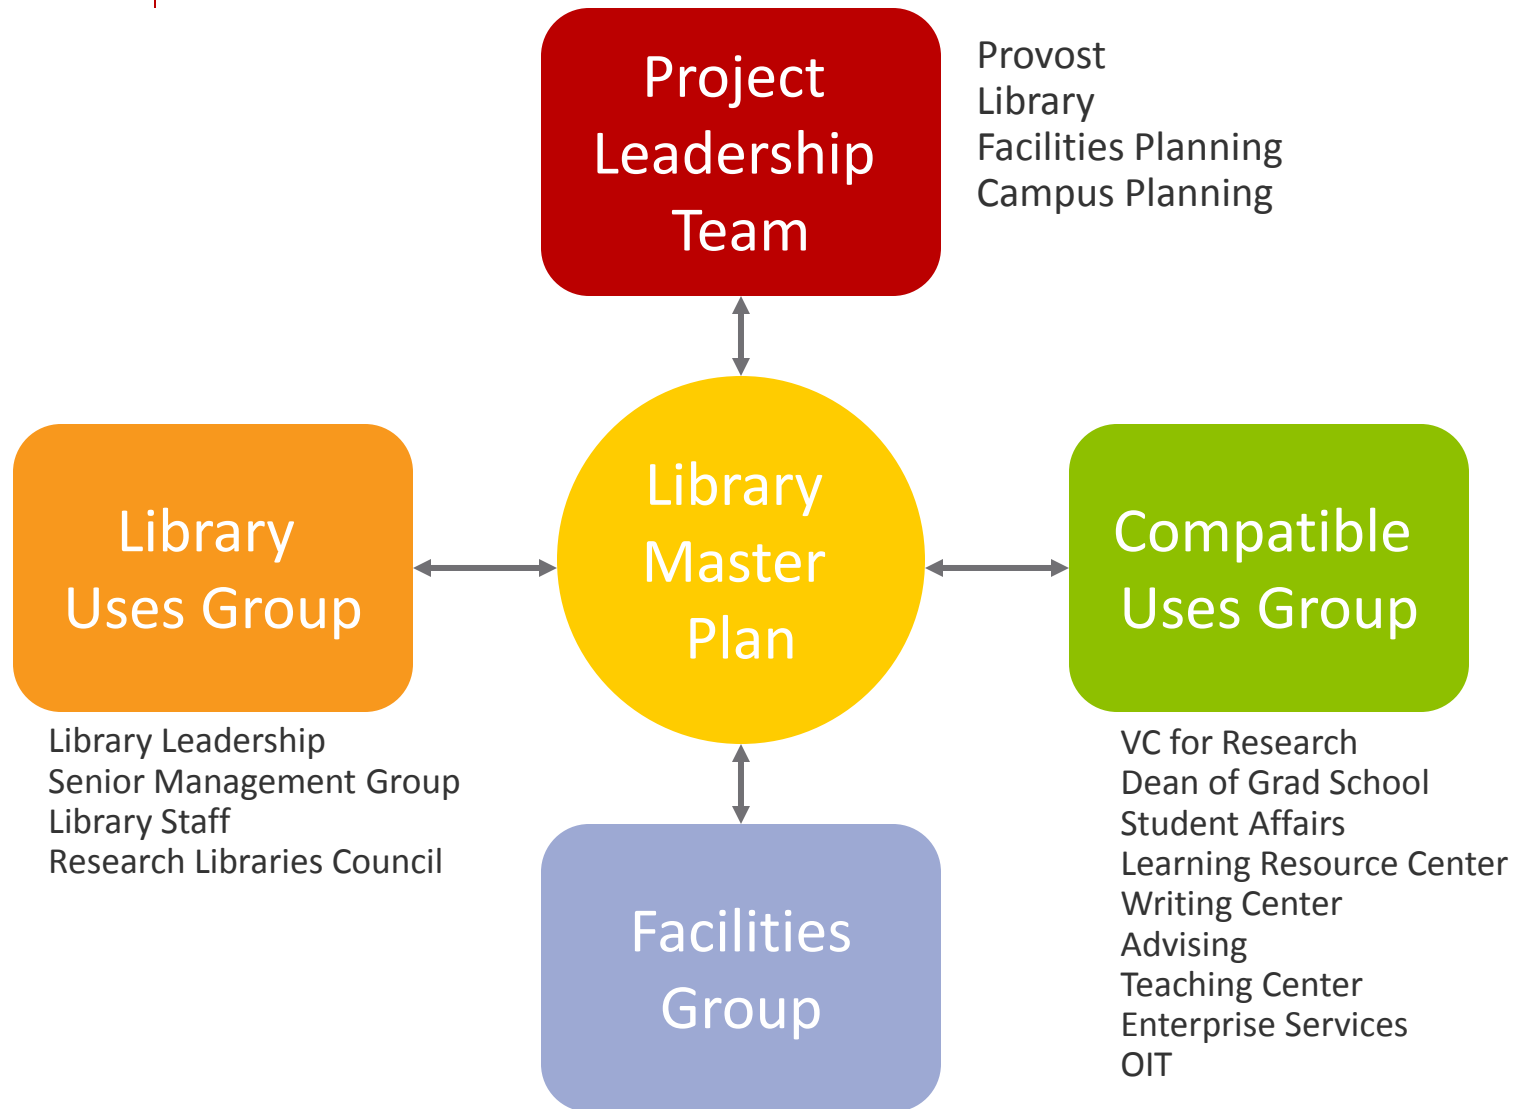 Project
Leadership
Team
Provost
Library
Facilities Planning
Campus Planning
Library
Uses Group
Library Leadership
Senior Management Group
Library Staff
Research Libraries Council
Library
Master
Plan
Compatible
Uses Group
VC for Research
Dean of Grad School
Student Affairs
Learning Resource Center
Writing Center
Advising
Teaching Center
Enterprise Services
OIT
Facilities
Group